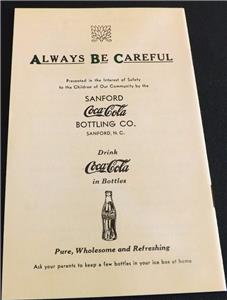 ALWAYS BE CAREFUL
Presented in the Interest of Safety
to the Children of Our Community by the
SANFORD
Coca-Cola
BOTTLING CO.
SANFORD, N. C.
Drink
Coca-Cola
in Bottles
Pure, Wholesome and Refreshing
Ask your parents to keep a few bottles in your ice box at home